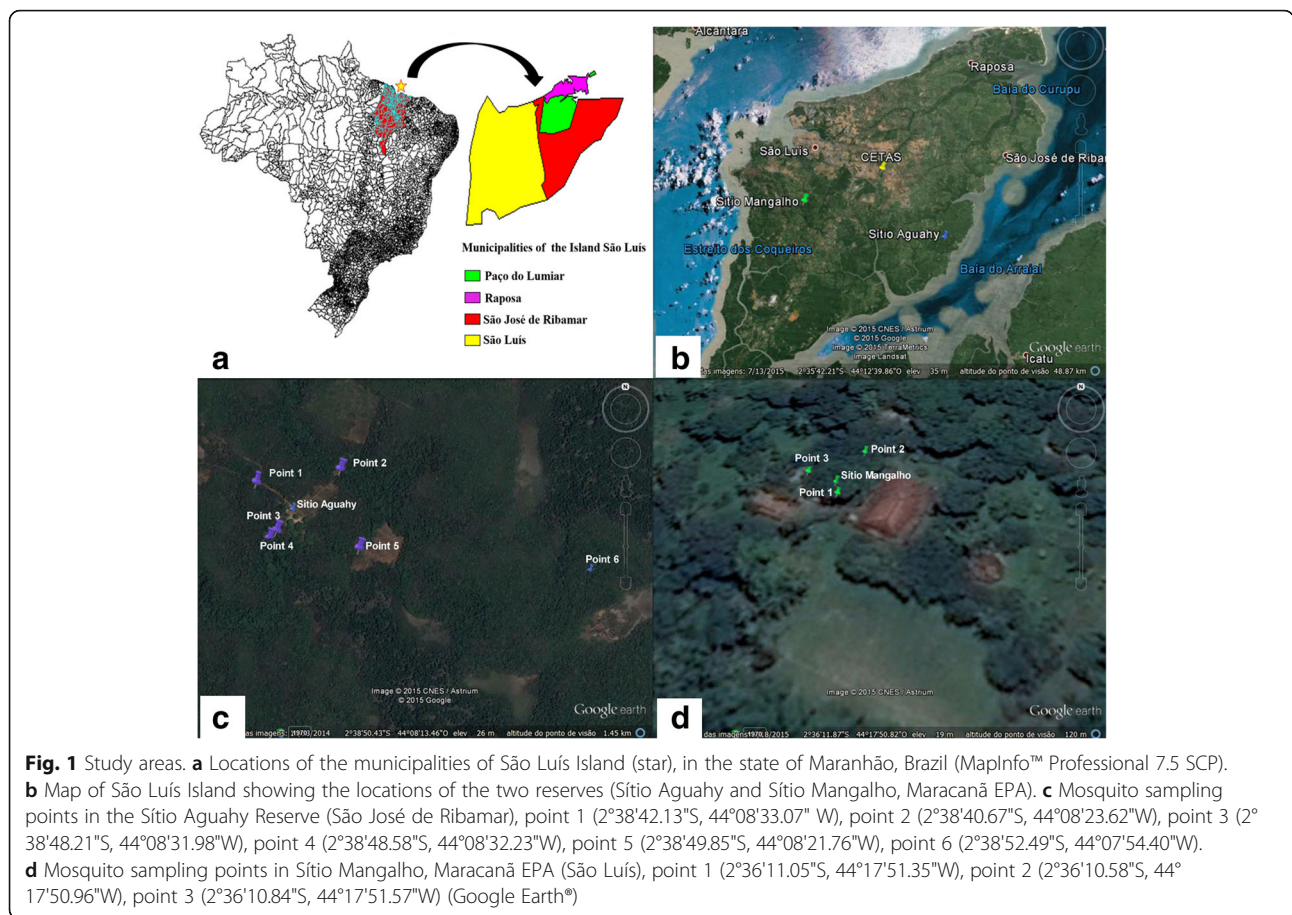 Municipalities of the Island São Luís
Paço do Lumiar
Raposa
São José de Ribamar
São Luís
a
Alcântara
Raposa
Baia do Curupu
São Luís
CETAS
São José de Ribam
Sítio Mangalho
Sítio Aguahy
Estreito dos Coqueiros
Baia do Arraial
Image © 2015 CNES / Astrium
© 2015 Google
Image © 2015 TerraMetrics
Image Landsat
Google earth
Icatu
das imagens: 7/13/2015 2°35'42.21"S 44°12'39.86"O elev 35 m altitude do ponto de visão 48.87 km
b
N
Point 1
Point 2
Sítio Aguahy
Point 3
Point 4
Point 5
Point 6
Image © 2015 CNES / Astrium
© 2015 Google
Google earth
das imagens: 2014 2°38'50.43"S 44°08'13.46"O elev 26 m altitude do ponto de visão 1.45 km
c
N
Point 2
Point 3
Sítio Mangalho
Point 1
Image © 2015 CNES / Astrium
Google earth
das imagens: 2°36'11.87"S 44°17'50.82"O elev 19 m altitude do ponto de visão 120 m
d
Fig. 1 Study areas. a Locations of the municipalities of São Luís Island (star), in the state of Maranhão, Brazil (MapInfo™ Professional 7.5 SCP).
b Map of São Luís Island showing the locations of the two reserves (Sítio Aguahy and Sítio Mangalho, Maracanã EPA). c Mosquito sampling
points in the Sítio Aguahy Reserve (São José de Ribamar), point 1 (2°38'42.13"S, 44°08'33.07" W), point 2 (2°38'40.67"S, 44°08'23.62"W), point 3 (2°
38'48.21"S, 44°08'31.98"W), point 4 (2°38'48.58"S, 44°08'32.23"W), point 5 (2°38'49.85"S, 44°08'21.76"W), point 6 (2°38'52.49"S, 44°07'54.40"W).
d Mosquito sampling points in Sítio Mangalho, Maracanã EPA (São Luís), point 1 (2°36'11.05"S, 44°17'51.35"W), point 2 (2°36'10.58"S, 44°
17'50.96"W), point 3 (2°36'10.84"S, 44°17'51.57"W) (Google Earth®)